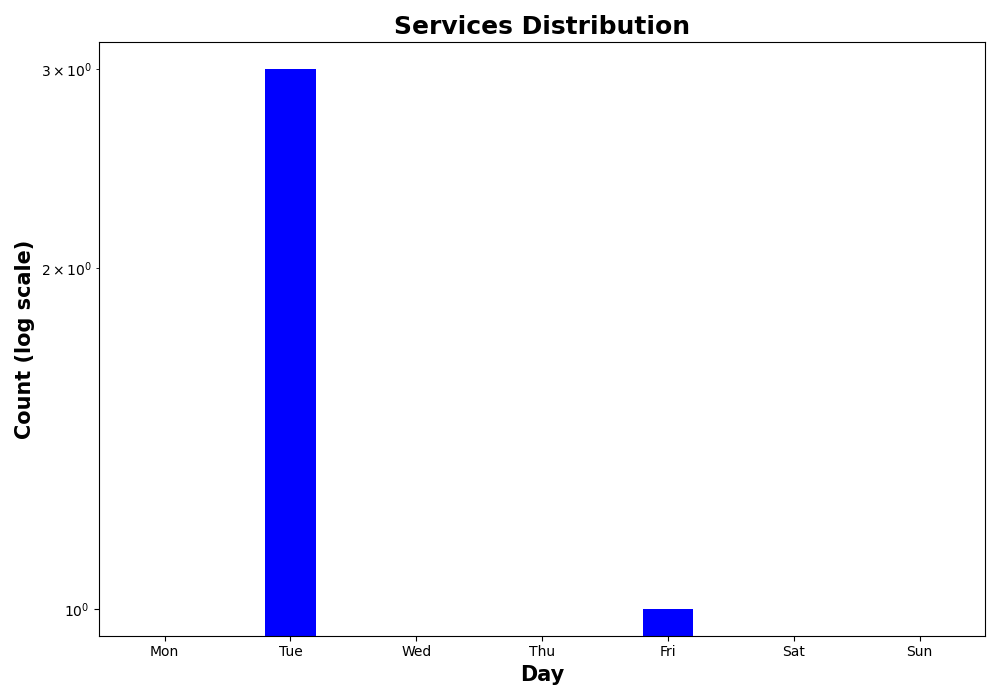 Services Distribution
3 × 10⁰
2 × 10⁰
10⁰
Count (log scale)
Mon Tue Wed Thu Fri Sat Sun
Day